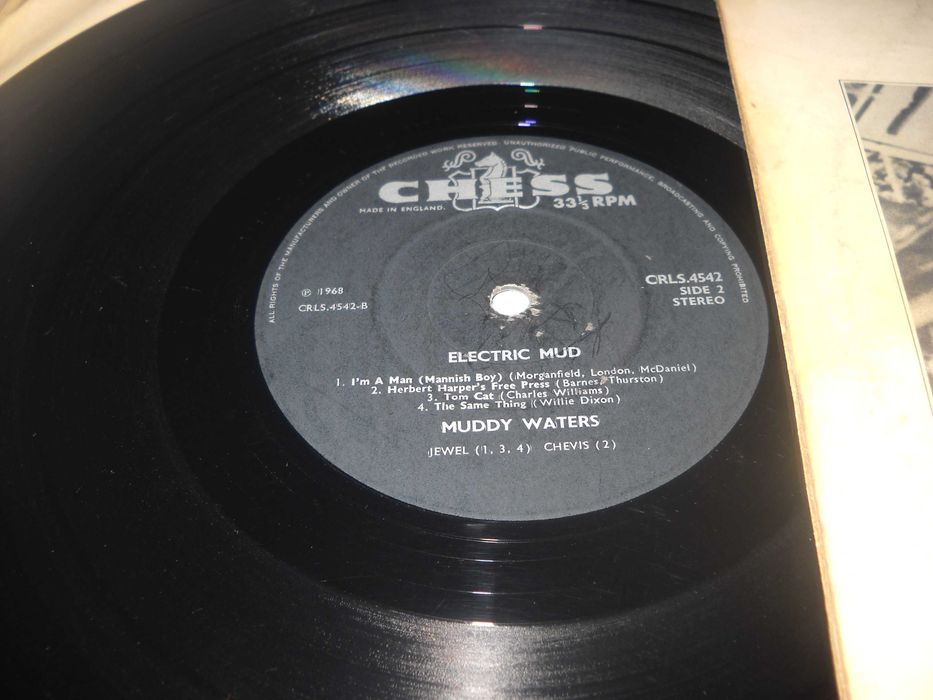 ALL RIGHTS OF THE MANUFACTURERS AND OWNER OF THE RECORDED WORK RESERVED. UNAUTHORIZED PUBLIC PERFORMANCE, BROADCASTING AND COPYING PROHIBITED
CHESS
MADE IN ENGLAND.
33⅓ RPM
℗ 1968
CRLS.4542-B
CRLS.4542
SIDE 2
STEREO
ELECTRIC MUD
1. I'm A Man (Mannish Boy) (Morganfield, London, McDaniel)
2. Herbert Harper's Free Press (Barnes, Thurston)
3. Tom Cat (Charles Williams)
4. The Same Thing (Willie Dixon)
MUDDY WATERS
JEWEL (1, 3, 4) CHEVIS (2)